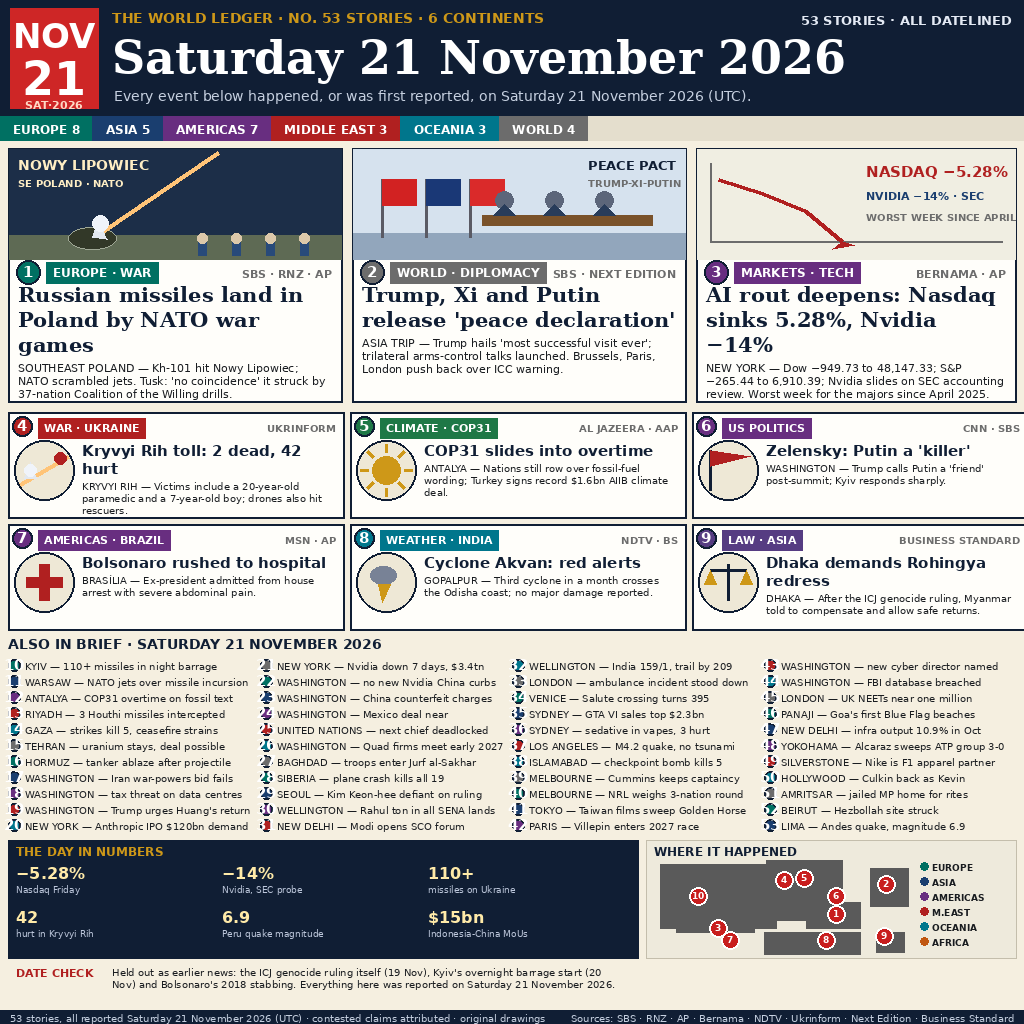 NOV
21
SAT·2026
THE WORLD LEDGER · NO. 53 STORIES · 6 CONTINENTS
53 STORIES · ALL DATELINED
Saturday 21 November 2026
Every event below happened, or was first reported, on Saturday 21 November 2026 (UTC).
EUROPE 8
ASIA 5
AMERICAS 7
MIDDLE EAST 3
OCEANIA 3
WORLD 4
NOWY LIPOWIEC
SE POLAND · NATO
1
EUROPE · WAR
SBS · RNZ · AP
Russian missiles land in
Poland by NATO war
games
SOUTHEAST POLAND — Kh-101 hit Nowy Lipowiec;
NATO scrambled jets. Tusk: 'no coincidence' it struck by
37-nation Coalition of the Willing drills.
PEACE PACT
TRUMP-XI-PUTIN
2
WORLD · DIPLOMACY
SBS · NEXT EDITION
Trump, Xi and Putin
release 'peace declaration'
ASIA TRIP — Trump hails 'most successful visit ever';
trilateral arms-control talks launched. Brussels, Paris,
London push back over ICC warning.
NASDAQ −5.28%
NVIDIA −14% · SEC
WORST WEEK SINCE APRIL
3
MARKETS · TECH
BERNAMA · AP
AI rout deepens: Nasdaq
sinks 5.28%, Nvidia
−14%
NEW YORK — Dow −949.73 to 48,147.33; S&P
−265.44 to 6,910.39; Nvidia slides on SEC accounting
review. Worst week for the majors since April 2025.
4
WAR · UKRAINE
UKRINFORM
Kryvyi Rih toll: 2 dead, 42
hurt
KRYVYI RIH — Victims include a 20-year-old
paramedic and a 7-year-old boy; drones also hit
rescuers.
5
CLIMATE · COP31
AL JAZEERA · AAP
COP31 slides into overtime
ANTALYA — Nations still row over fossil-fuel
wording; Turkey signs record $1.6bn AIIB climate
deal.
6
US POLITICS
CNN · SBS
Zelensky: Putin a 'killer'
WASHINGTON — Trump calls Putin a 'friend'
post-summit; Kyiv responds sharply.
7
AMERICAS · BRAZIL
MSN · AP
Bolsonaro rushed to hospital
BRASÍLIA — Ex-president admitted from house
arrest with severe abdominal pain.
8
WEATHER · INDIA
NDTV · BS
Cyclone Akvan: red alerts
GOPALPUR — Third cyclone in a month crosses
the Odisha coast; no major damage reported.
9
LAW · ASIA
BUSINESS STANDARD
Dhaka demands Rohingya
redress
DHAKA — After the ICJ genocide ruling, Myanmar
told to compensate and allow safe returns.
ALSO IN BRIEF · SATURDAY 21 NOVEMBER 2026
KYIV — 110+ missiles in night barrage
WARSAW — NATO jets over missile incursion
ANTALYA — COP31 overtime on fossil text
RIYADH — 3 Houthi missiles intercepted
GAZA — strikes kill 5, ceasefire strains
TEHRAN — uranium stays, deal possible
HORMUZ — tanker ablaze after projectile
WASHINGTON — Iran war-powers bid fails
WASHINGTON — tax threat on data centres
WASHINGTON — Trump urges Huang's return
NEW YORK — Anthropic IPO $120bn demand
NEW YORK — Nvidia down 7 days, $3.4tn
WASHINGTON — no new Nvidia China curbs
WASHINGTON — China counterfeit charges
WASHINGTON — Mexico deal near
UNITED NATIONS — next chief deadlocked
WASHINGTON — Quad firms meet early 2027
BAGHDAD — troops enter Jurf al-Sakhar
SIBERIA — plane crash kills all 19
SEOUL — Kim Keon-hee defiant on ruling
WELLINGTON — Rahul ton in all SENA lands
NEW DELHI — Modi opens SCO forum
WELLINGTON — India 159/1, trail by 209
LONDON — ambulance incident stood down
VENICE — Salute crossing turns 395
SYDNEY — GTA VI sales top $2.3bn
SYDNEY — sedative in vapes, 3 hurt
LOS ANGELES — M4.2 quake, no tsunami
ISLAMABAD — checkpoint bomb kills 5
MELBOURNE — Cummins keeps captaincy
MELBOURNE — NRL weighs 3-nation round
TOKYO — Taiwan films sweep Golden Horse
PARIS — Villepin enters 2027 race
WASHINGTON — new cyber director named
WASHINGTON — FBI database breached
LONDON — UK NEETs near one million
PANAJI — Goa's first Blue Flag beaches
NEW DELHI — infra output 10.9% in Oct
YOKOHAMA — Alcaraz sweeps ATP group 3-0
SILVERSTONE — Nike is F1 apparel partner
HOLLYWOOD — Culkin back as Kevin
AMRITSAR — jailed MP home for rites
BEIRUT — Hezbollah site struck
LIMA — Andes quake, magnitude 6.9
THE DAY IN NUMBERS
−5.28%
Nasdaq Friday
−14%
Nvidia, SEC probe
110+
missiles on Ukraine
42
hurt in Kryvyi Rih
6.9
Peru quake magnitude
$15bn
Indonesia-China MoUs
WHERE IT HAPPENED
4
5
2
10
6
1
3
7
8
9
EUROPE
ASIA
AMERICAS
M.EAST
OCEANIA
AFRICA
DATE CHECK
Held out as earlier news: the ICJ genocide ruling itself (19 Nov), Kyiv's overnight barrage start (20
Nov) and Bolsonaro's 2018 stabbing. Everything here was reported on Saturday 21 November 2026.
53 stories, all reported Saturday 21 November 2026 (UTC) · contested claims attributed · original drawings
Sources: SBS · RNZ · AP · Bernama · NDTV · Ukrinform · Next Edition · Business Standard